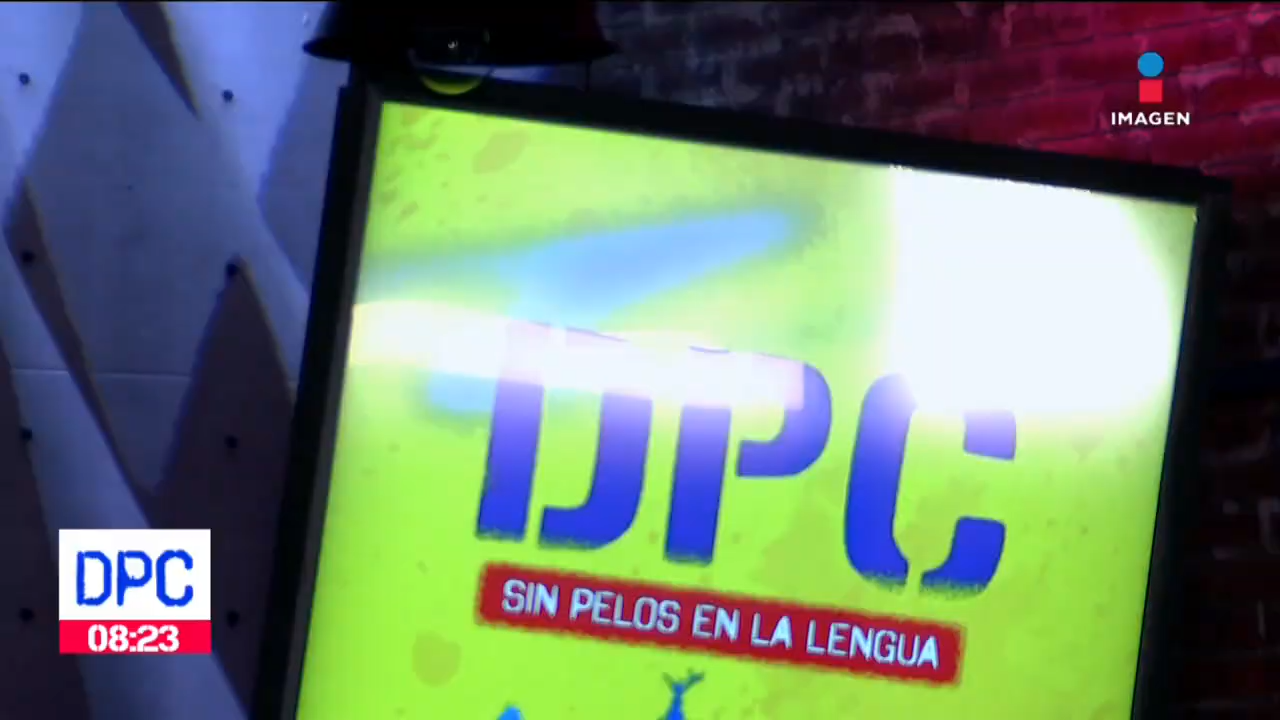 IMAGEN
DPC
SIN PELOS EN LA LENGUA
DPC
08:23